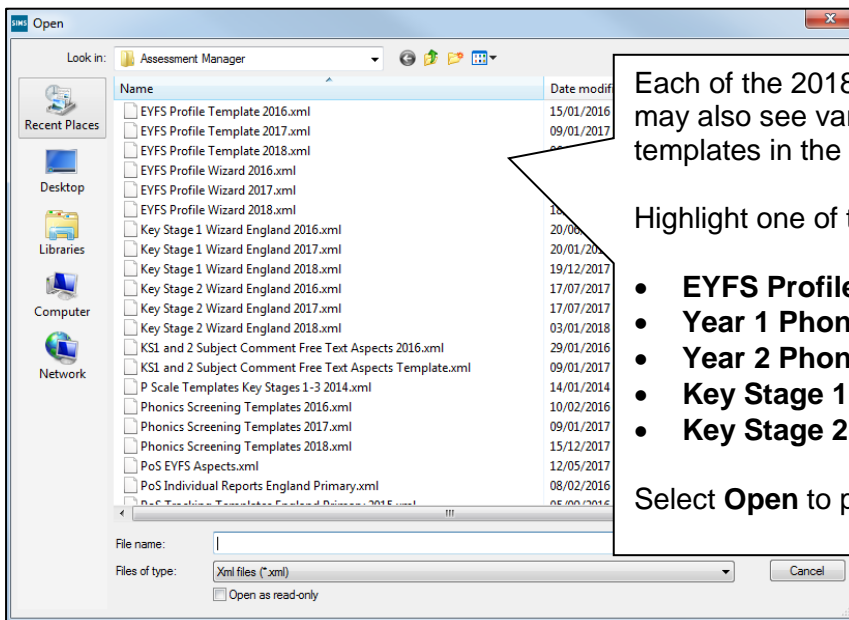 SIMS Open
Look in: Assessment Manager
Recent Places
Desktop
Libraries
Computer
Network
Name Date modifi
EYFS Profile Template 2016.xml 15/01/2016
EYFS Profile Template 2017.xml 09/01/2017
EYFS Profile Template 2018.xml
EYFS Profile Wizard 2016.xml
EYFS Profile Wizard 2017.xml
EYFS Profile Wizard 2018.xml
Key Stage 1 Wizard England 2016.xml
Key Stage 1 Wizard England 2017.xml
Key Stage 1 Wizard England 2018.xml 19/12/2017
Key Stage 2 Wizard England 2016.xml 17/07/2017
Key Stage 2 Wizard England 2017.xml 17/07/2017
Key Stage 2 Wizard England 2018.xml 03/01/2018
KS1 and 2 Subject Comment Free Text Aspects 2016.xml 29/01/2016
KS1 and 2 Subject Comment Free Text Aspects Template.xml 09/01/2017
P Scale Templates Key Stages 1-3 2014.xml 14/01/2014
Phonics Screening Templates 2016.xml 10/02/2016
Phonics Screening Templates 2017.xml 09/01/2017
Phonics Screening Templates 2018.xml 15/12/2017
PoS EYFS Aspects.xml 12/05/2017
PoS Individual Reports England Primary.xml 08/02/2016
PoS Tracking Templates England Primary 2015.xml
File name:
Files of type: Xml files (*.xml)
Open as read-only
Cancel
Each of the 2018
may also see var
templates in the
Highlight one of t
• EYFS Profile
• Year 1 Phon
• Year 2 Phon
• Key Stage 1
• Key Stage 2
Select Open to p